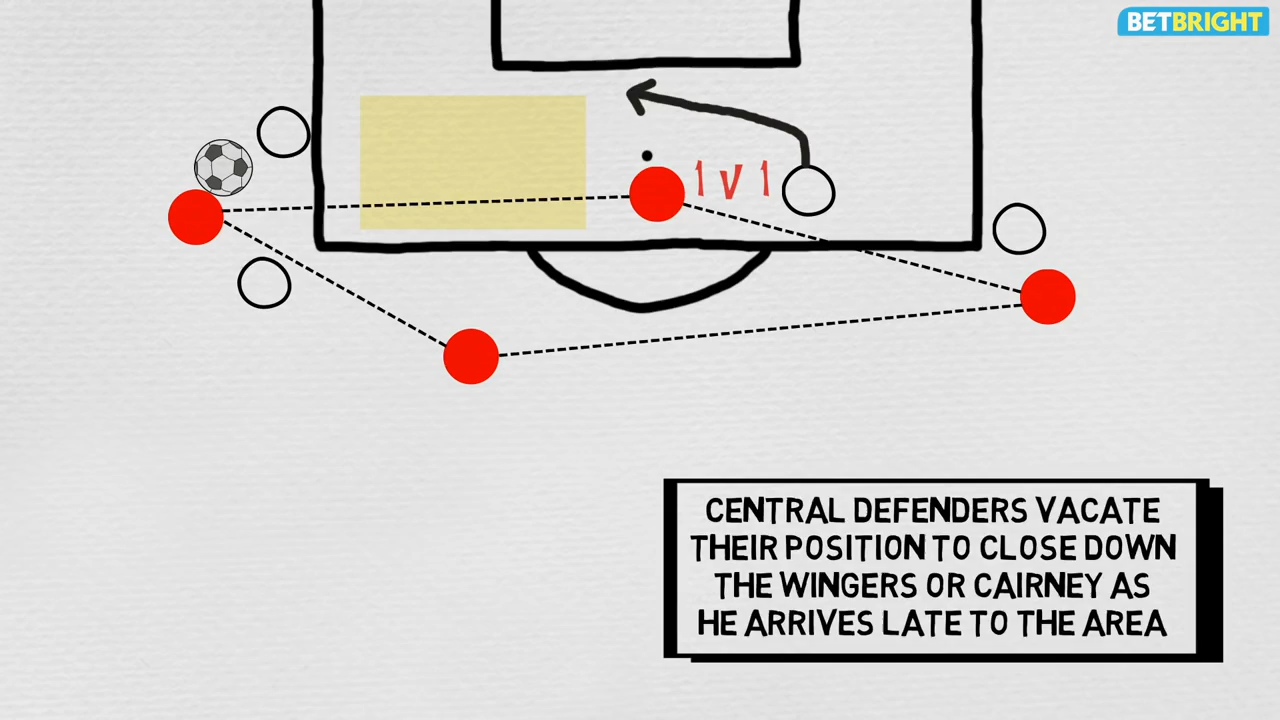 BETBRIGHT
1 V 1
CENTRAL DEFENDERS VACATE
THEIR POSITION TO CLOSE DOWN
THE WINGERS OR CAIRNEY AS
HE ARRIVES LATE TO THE AREA